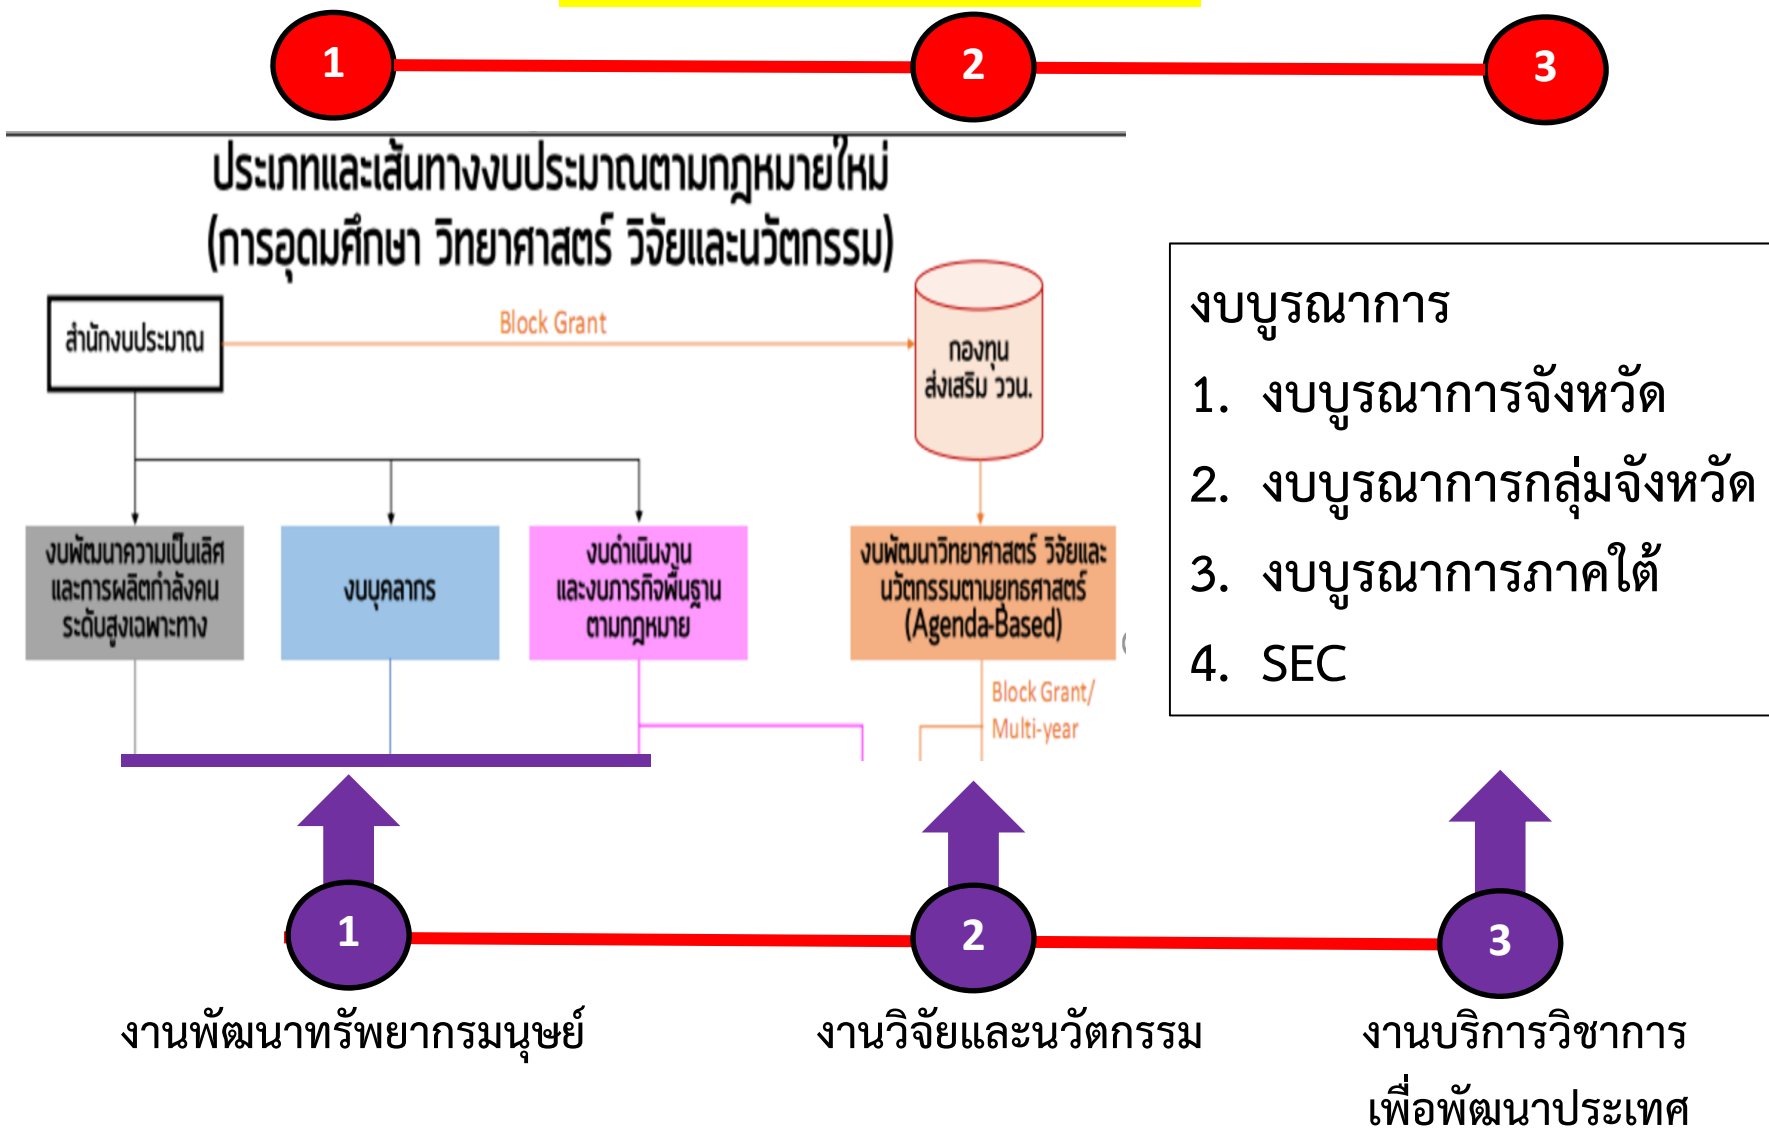 1
2
3
ประเภทและเส้นทางงบประมาณตามกฎหมายใหม่
(การอุดมศึกษา วิทยาศาสตร์ วิจัยและนวัตกรรม)
สำนักงบประมาณ
Block Grant
กองทุน
ส่งเสริม ววน.
งบพัฒนาความเป็นเลิศ
และการผลิตกำลังคน
ระดับสูงเฉพาะทาง
งบบุคลากร
งบดำเนินงาน
และงบภารกิจพื้นฐาน
ตามกฎหมาย
งบพัฒนาวิทยาศาสตร์ วิจัยและ
นวัตกรรมตามยุทธศาสตร์
(Agenda-Based)
Block Grant/
Multi-year
งบบูรณาการ
1. งบบูรณาการจังหวัด
2. งบบูรณาการกลุ่มจังหวัด
3. งบบูรณาการภาคใต้
4. SEC
1
2
3
งานพัฒนาทรัพยากรมนุษย์
งานวิจัยและนวัตกรรม
งานบริการวิชาการ
เพื่อพัฒนาประเทศ